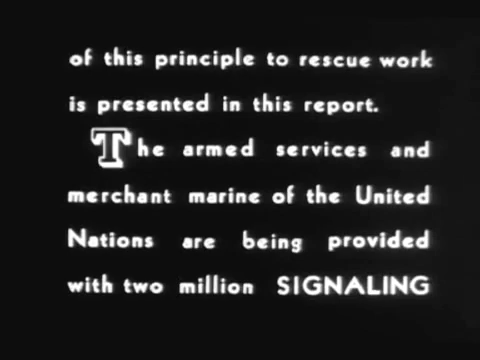 of this principle to rescue work
is presented in this report.
The armed services and
merchant marine of the United
Nations are being provided
with two million SIGNALING